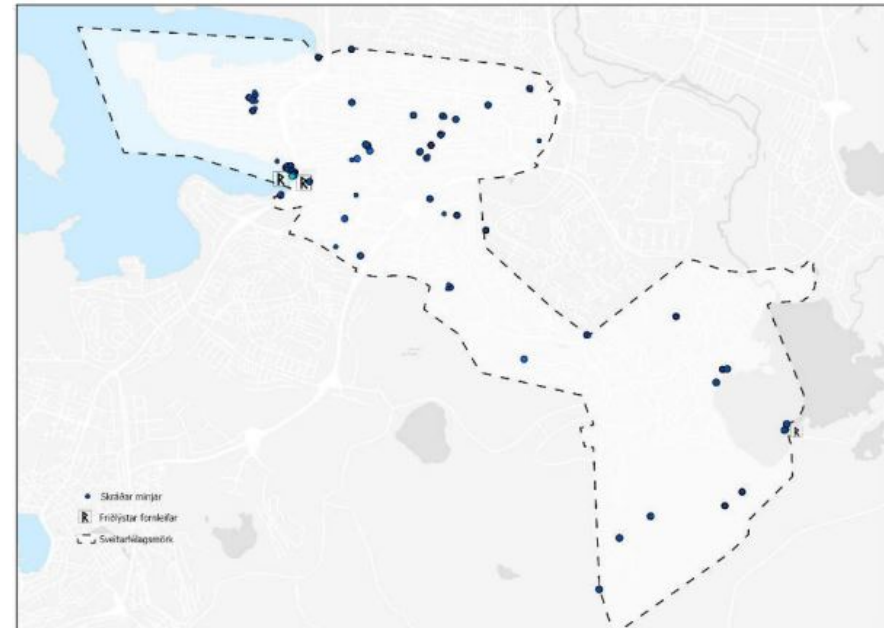 Skráðar minjar
R Friðlýstar fornleifar
Sveitarfélagsmörk
R
R
R